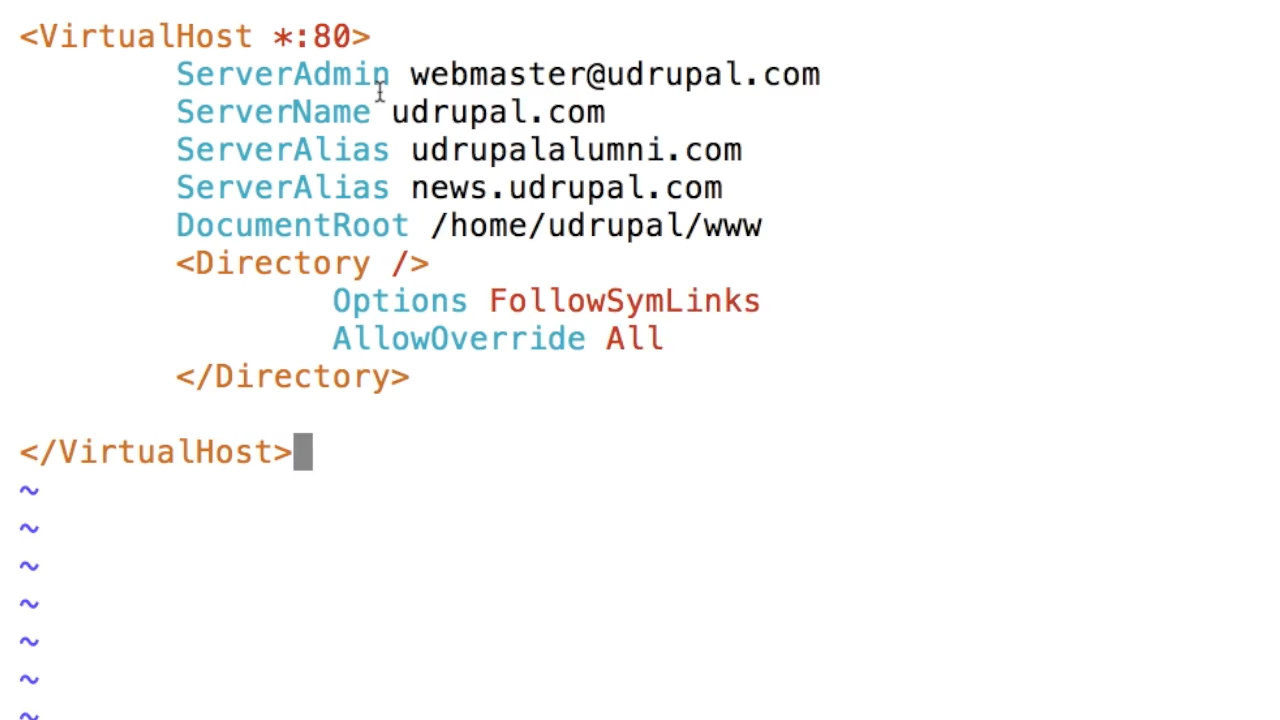 <VirtualHost *:80>
ServerAdmin webmaster@udrupal.com
ServerName udrupal.com
ServerAlias udrupalalumni.com
ServerAlias news.udrupal.com
DocumentRoot /home/udrupal/www
<Directory />
Options FollowSymLinks
AllowOverride All
</Directory>
</VirtualHost>
~
~
~
~
~
~
~